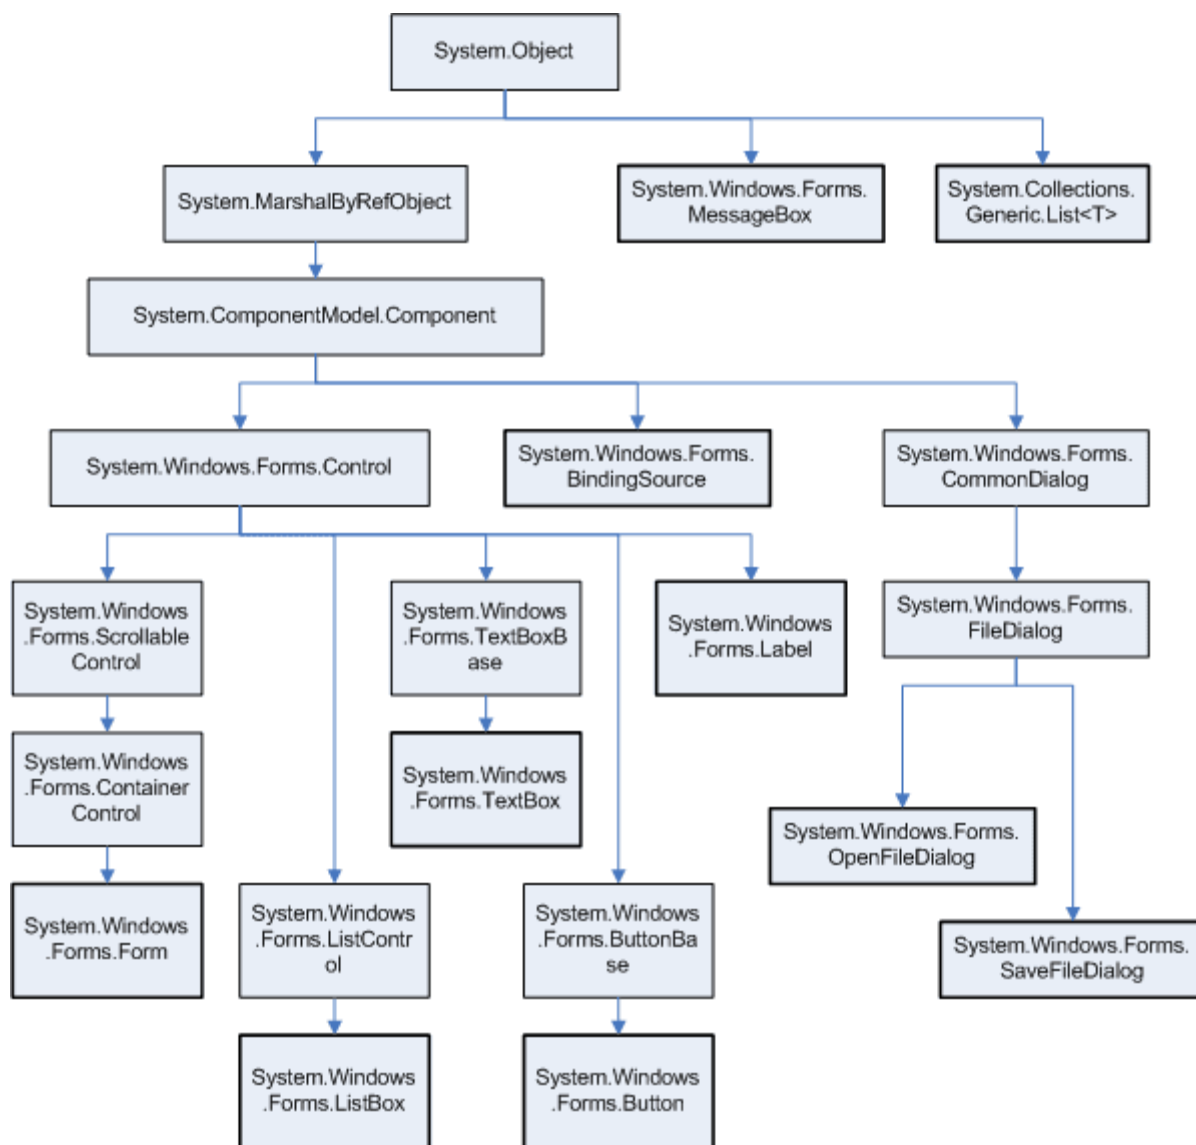 System.Object
System.MarshalByRefObject
System.Windows.Forms.
MessageBox
System.Collections.
Generic.List<T>
System.ComponentModel.Component
System.Windows.Forms.Control
System.Windows.Forms.
BindingSource
System.Windows.Forms.
CommonDialog
System.Windows
.Forms.Scrollable
Control
System.Windows
.Forms.TextBoxB
ase
System.Windows
.Forms.Label
System.Windows.Forms.
FileDialog
System.Windows
.Forms.Container
Control
System.Windows
.Forms.TextBox
System.Windows.Forms.
OpenFileDialog
System.Windows
.Forms.Form
System.Windows
.Forms.ListContr
ol
System.Windows
.Forms.ButtonBa
se
System.Windows.Forms.
SaveFileDialog
System.Windows
.Forms.ListBox
System.Windows
.Forms.Button